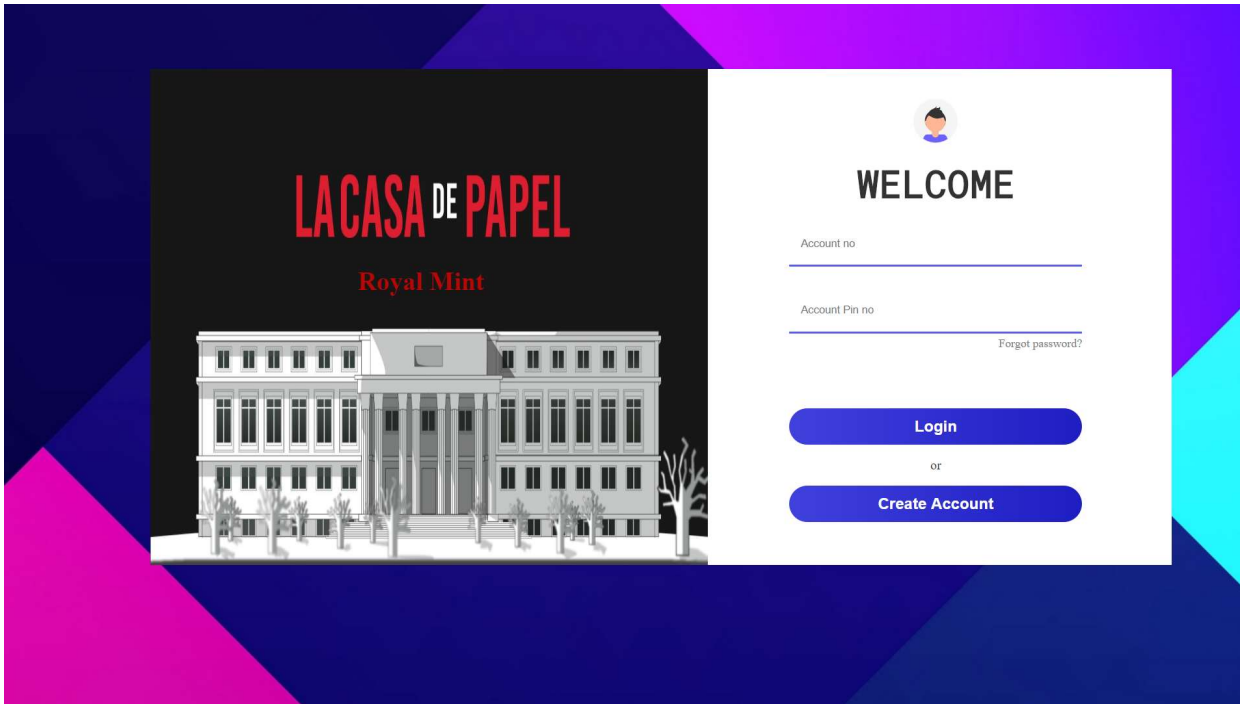 LA CASA DE PAPEL
Royal Mint
WELCOME
Account no
Account Pin no
Forgot password?
Login
or
Create Account